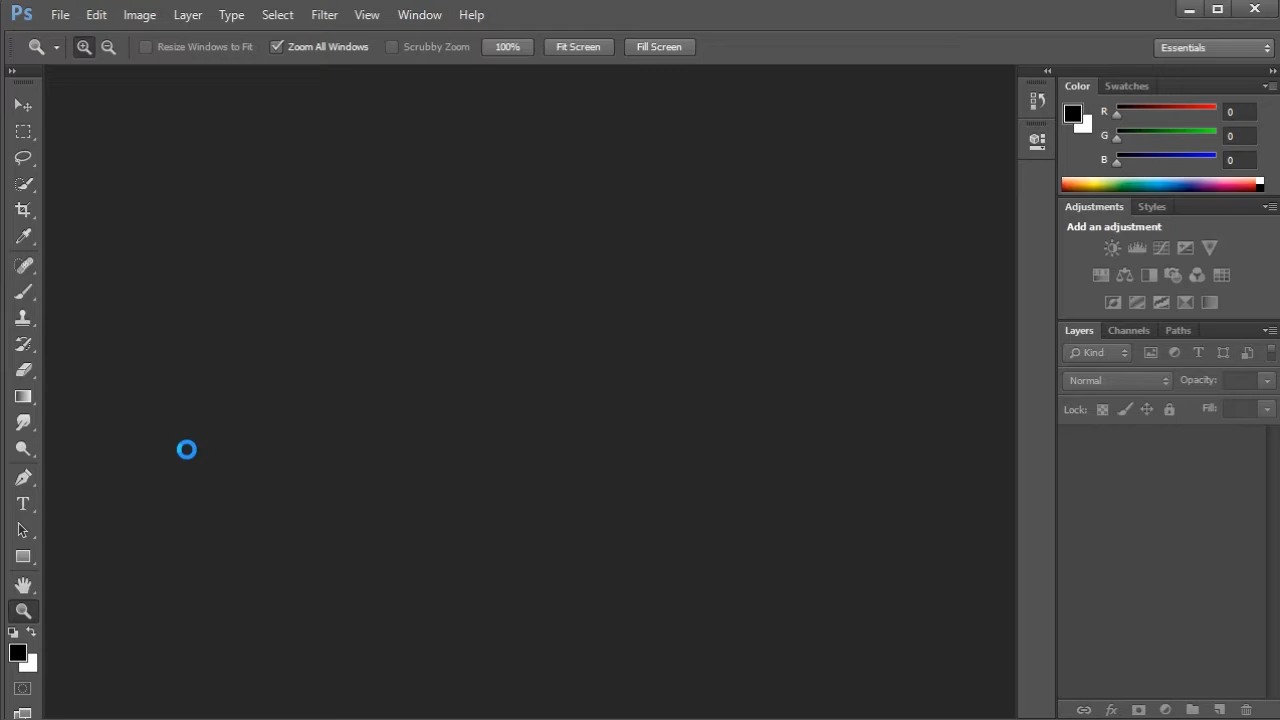 Ps File Edit Image Layer Type Select Filter View Window Help
Resize Windows to Fit Zoom All Windows Scrubby Zoom 100% Fit Screen Fill Screen Essentials
Color Swatches
R 0
G 0
B 0
Adjustments Styles
Add an adjustment
Layers Channels Paths
Kind T
Normal Opacity:
Lock: Fill:
T
fx